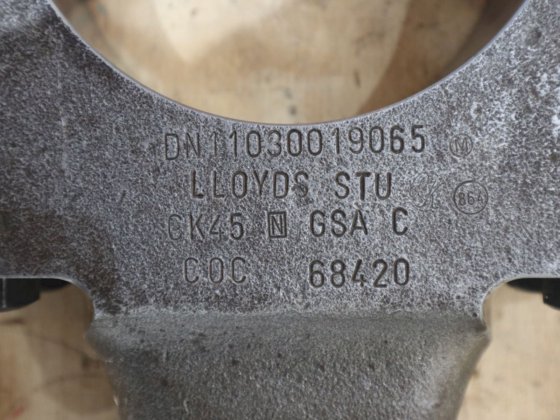 DN11030019065 M
LLOYDS STU
CK45 N GSA C
COC 68420